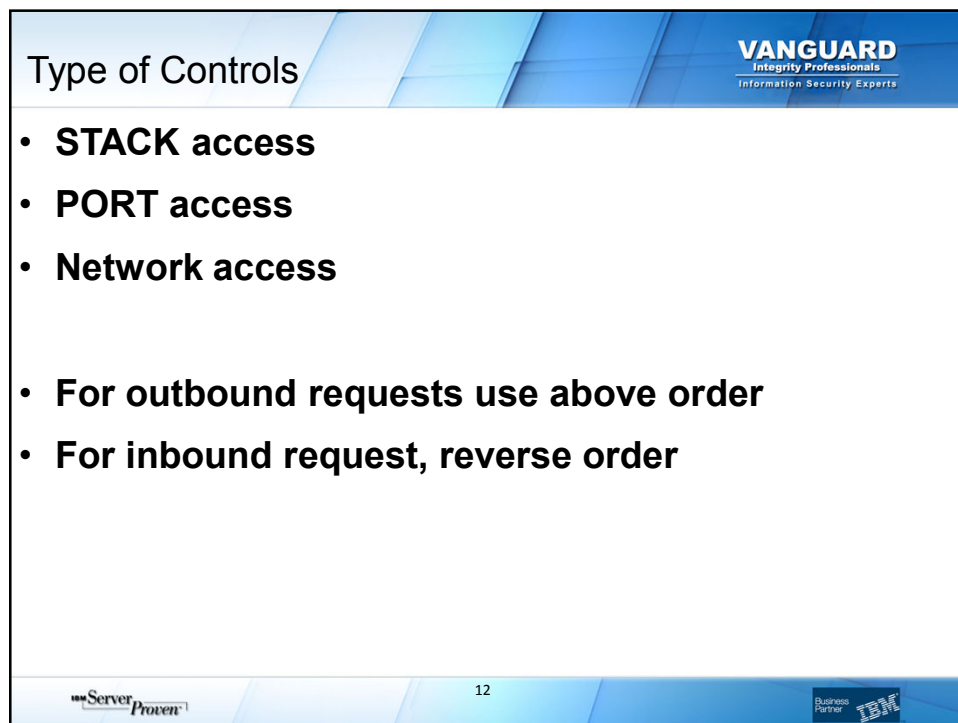 Type of Controls
VANGUARD
Integrity Professionals
Information Security Experts
• STACK access
• PORT access
• Network access
• For outbound requests use above order
• For inbound request, reverse order
IBM Server Proven
12
Business Partner IBM